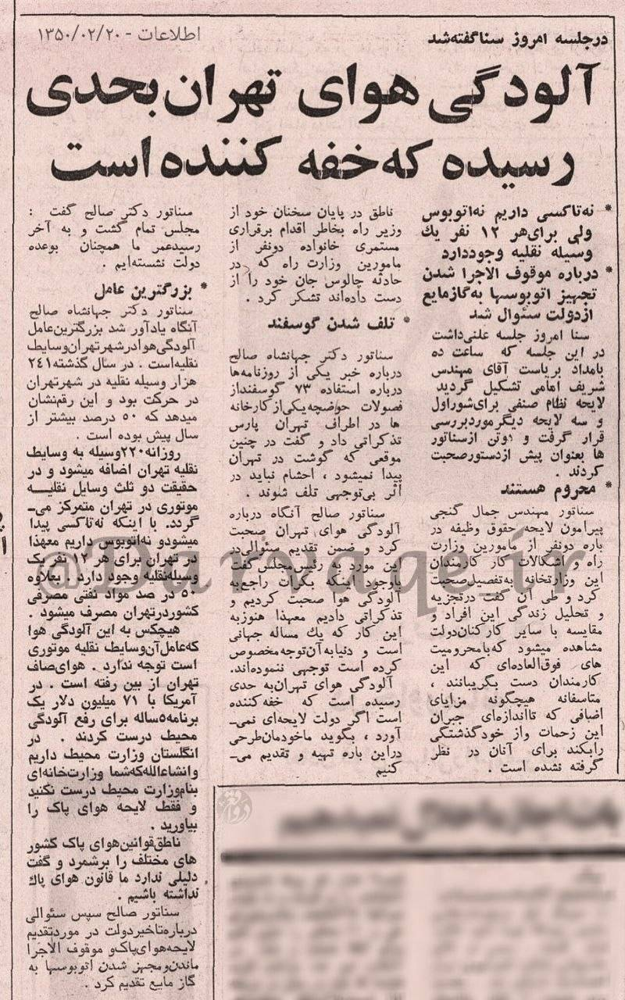 اطلاعات - ۱۳۵۰/۰۲/۲۰
درجلسه امروز سناگفته‌شد
آلودگی هوای تهران‌بحدی
رسیده که‌خفه کننده‌است
* نه‌تاکسی داریم نه‌اتوبوس
ولی برای‌هر ۱۲ نفر یك
وسیله نقلیه وجوددارد
* درباره موقوف الاجرا شدن
تجهیز اتوبوسها به‌گازمایع
ازدولت سئوال شد
سنا امروز جلسه علنی‌داشت
در این جلسه که ساعت ده
بامداد بریاست آقای مهندس
شریف امامی تشکیل گردید
لایحه نظام صنفی برای‌شوراول
و سه لایحه دیگرموردبررسی
قرار گرفت و دوتن ازسناتور
ها بعنوان پیش ازدستورصحبت
کردند .
* محروم هستند
سناتور مهندس جمال گنجی
پیرامون لایحه حقوق وظیفه در
باره دونفر از مامورین وزارت
راه و اشکالات کار کارمندان
این وزارتخانه به‌تفصیل‌صحبت
کرد و طی آن گفت درتجزیه
و تحلیل زندگی این افراد و
مقایسه با سایر کارکنان‌دولت
مشاهده میشود که‌بامحرومیت
های فوق‌العاده‌ای که این
کارمندان دست بگریبانند ،
متاسفانه هیچگونه مزایای
اضافی که تااندازه‌ای جبران
این زحمات واز خودگذشتگی
رابکند برای آنان در نظر
گرفته نشده است .
ناطق در پایان سخنان خود از
وزیر راه بخاطر اقدام برقراری
مستمری خانواده دونفر از
مامورین وزارت راه که در
حادثه چالوس جان خود را از
دست داده‌اند تشکر کرد .
* تلف شدن گوسفند
سناتور دکتر جهانشاه صالح
درباره خبر یکی از روزنامه‌ها
درباره استفاده ۷۳ گوسفنداز
فصولات حوضچه‌یکی‌ازکارخانه
ها در اطراف تهران پارس
تذکراتی داد و گفت در چنین
موقعی که گوشت در تهران
پیدا نمیشود ، احشام نباید در
اثر بی‌توجهی تلف شوند .
سناتور صالح آنگاه درباره
آلودگی هوای تهران صحبت
کرد و ضمن تقدیم سئوالی‌در
این مورد به رئیس‌مجلس‌گفت
باوجود اینکه بکرات راجع‌به
آلودگی هوا صحبت کردیم و
تذکراتی دادیم معهذا هنوزبه
این کار که یك مساله جهانی
است و دنیابه‌آن‌توجه‌مخصوص
کرده است توجهی ننموده‌اند.
آلودگی هوای تهران‌به حدی
رسیده است که خفه‌کننده
است اگر دولت لایحه‌ای نمی‌ـ
آورد ، بگوید ماخودمان‌طرحی
دراین باره تهیه و تقدیم می‌ـ
کنیم
سناتور دکتر صالح گفت :
مجلس تمام گشت و به آخر
رسیدعمر ما همچنان بوعده
دولت نشسته‌ایم .
* بزرگترین عامل
سناتور دکتر جهانشاه صالح
آنگاه یادآور شد بزرگترین‌عامل
آلودگی‌هوادرشهرتهران‌وسایط
نقلیه‌است . در سال گذشته۲۴۱
هزار وسیله نقلیه در شهرتهران
در حرکت بود و این رقم‌نشان
میدهد که ۵۰ درصد بیشتر از
سال پیش بوده است .
روزانه۲۲۰وسیله به وسایط
نقلیه تهران اضافه میشود و در
حقیقت دو ثلث وسایل نقلیـــه
موتوری در تهران متمرکز می‌ـ
گردد. با اینکه نه‌تاکسی پیدا
میشودو نه‌اتوبوس داریم معهذا
در تهران برای هر ۱۲ نفر یک
وسیله‌نقلیه وجود دارد . بعلاوه
۵۰ در صد مواد نفتی مصرفی
کشوردرتهران مصرف میشود .
هیچکس به این آلودگی هوا
که‌عامل‌آن‌وسایط نقلیه موتوری
است توجه ندارد . هوای‌صاف
تهران از بین رفته است . در
آمریکا با ۷۱ میلیون دلار یک
برنامه۵ساله برای رفع آلودگی
محیط درست کردند . در
انگلستان وزارت محیط داریم
وانشاءالله‌که‌شما وزارت‌خانه‌ای
بنام‌وزارت محیط درست نکنید
و فقط لایحه هوای پاک را
بیاورید .
ناطق‌قوانین‌هوای پاک کشور
های مختلف را برشمرد و گفت
دلیلی ندارد ما قانون هوای پاك
نداشته باشیم .
سناتور صالح سپس سئوالی
درباره‌تاخیردولت در موردتقدیم
لایحه‌هوای‌پاک‌و موقوف الاجرا
ماندن‌ومجهز شدن اتوبوسها به
گاز مایع تقدیم کرد .
@Darvaqe_ir